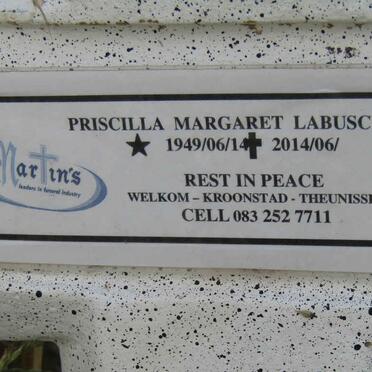 PRISCILLA MARGARET LABUSC
1949/06/14 2014/06/
Martin's
leaders in funeral industry
REST IN PEACE
WELKOM – KROONSTAD - THEUNISSE
CELL 083 252 7711